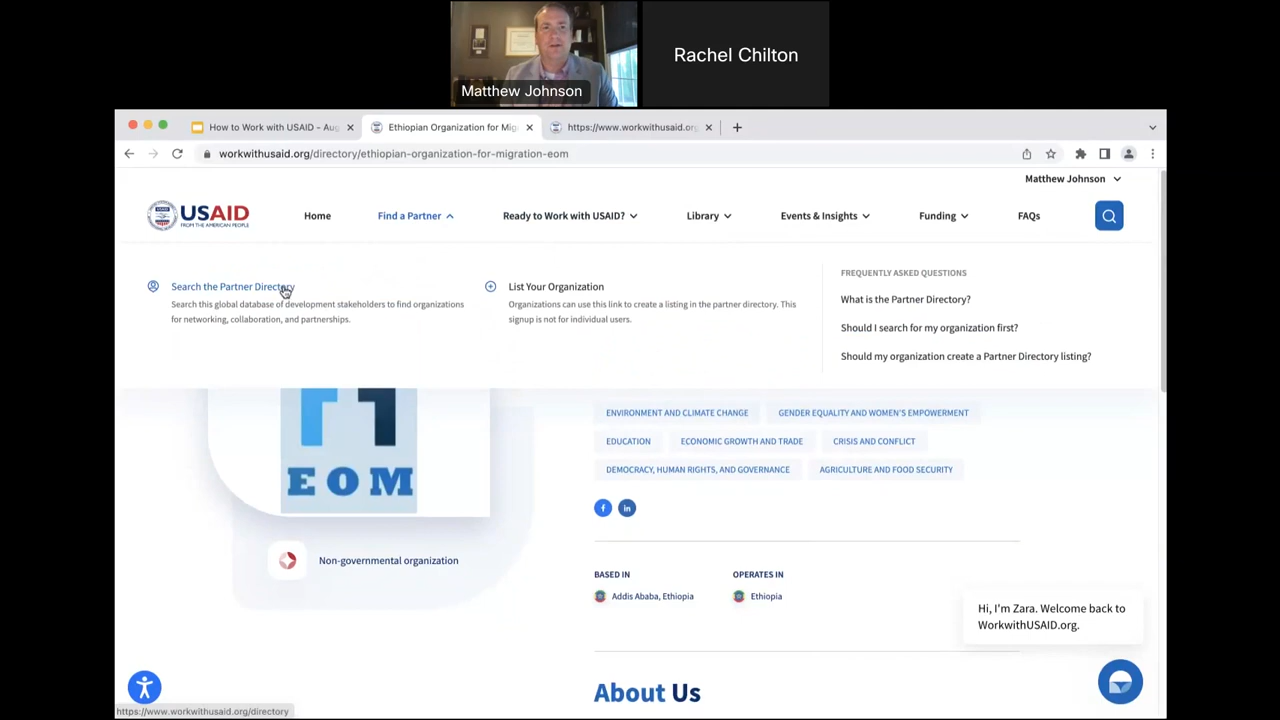 Matthew Johnson
Rachel Chilton
How to Work with USAID - Aug
Ethiopian Organization for Mig
https://www.workwithusaid.org
workwithusaid.org/directory/ethiopian-organization-for-migration-eom
Matthew Johnson
USAID
FROM THE AMERICAN PEOPLE
Home
Find a Partner
Ready to Work with USAID?
Library
Events & Insights
Funding
FAQs
Search the Partner Directory
Search this global database of development stakeholders to find organizations
for networking, collaboration, and partnerships.
List Your Organization
Organizations can use this link to create a listing in the partner directory. This
signup is not for individual users.
FREQUENTLY ASKED QUESTIONS
What is the Partner Directory?
Should I search for my organization first?
Should my organization create a Partner Directory listing?
EOM
Non-governmental organization
ENVIRONMENT AND CLIMATE CHANGE
GENDER EQUALITY AND WOMEN'S EMPOWERMENT
EDUCATION
ECONOMIC GROWTH AND TRADE
CRISIS AND CONFLICT
DEMOCRACY, HUMAN RIGHTS, AND GOVERNANCE
AGRICULTURE AND FOOD SECURITY
f
in
BASED IN
Addis Ababa, Ethiopia
OPERATES IN
Ethiopia
About Us
Hi, I'm Zara. Welcome back to
WorkwithUSAID.org.
https://www.workwithusaid.org/directory